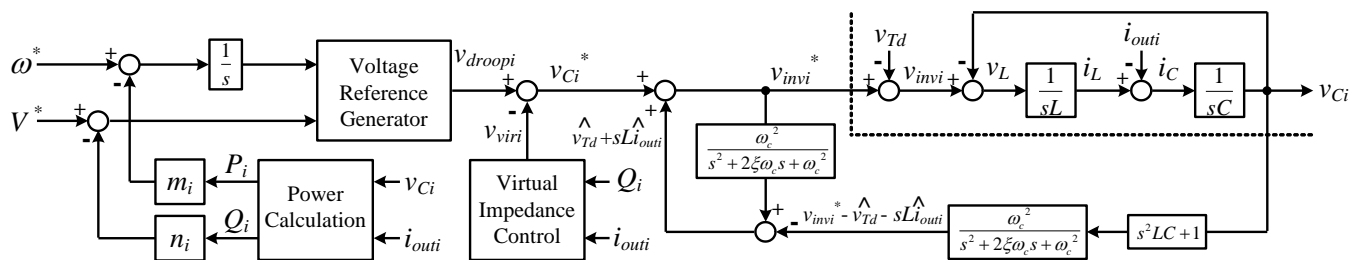 ω* + - 1/s Voltage Reference Generator v_droopi + - v_Ci* + + v_invi* v_Td - + v_invi + - v_L 1/sL i_L + - i_outi i_C 1/sC v_Ci
V* + -
v_viri
v̂_Td + sLî_outi
ω_c²/(s² + 2ξω_c s + ω_c²)
m_i P_i Power Calculation v_Ci
n_i Q_i i_outi
Virtual Impedance Control Q_i
i_outi
+ - v_invi* - v̂_Td - sLî_outi
ω_c²/(s² + 2ξω_c s + ω_c²)
s²LC + 1